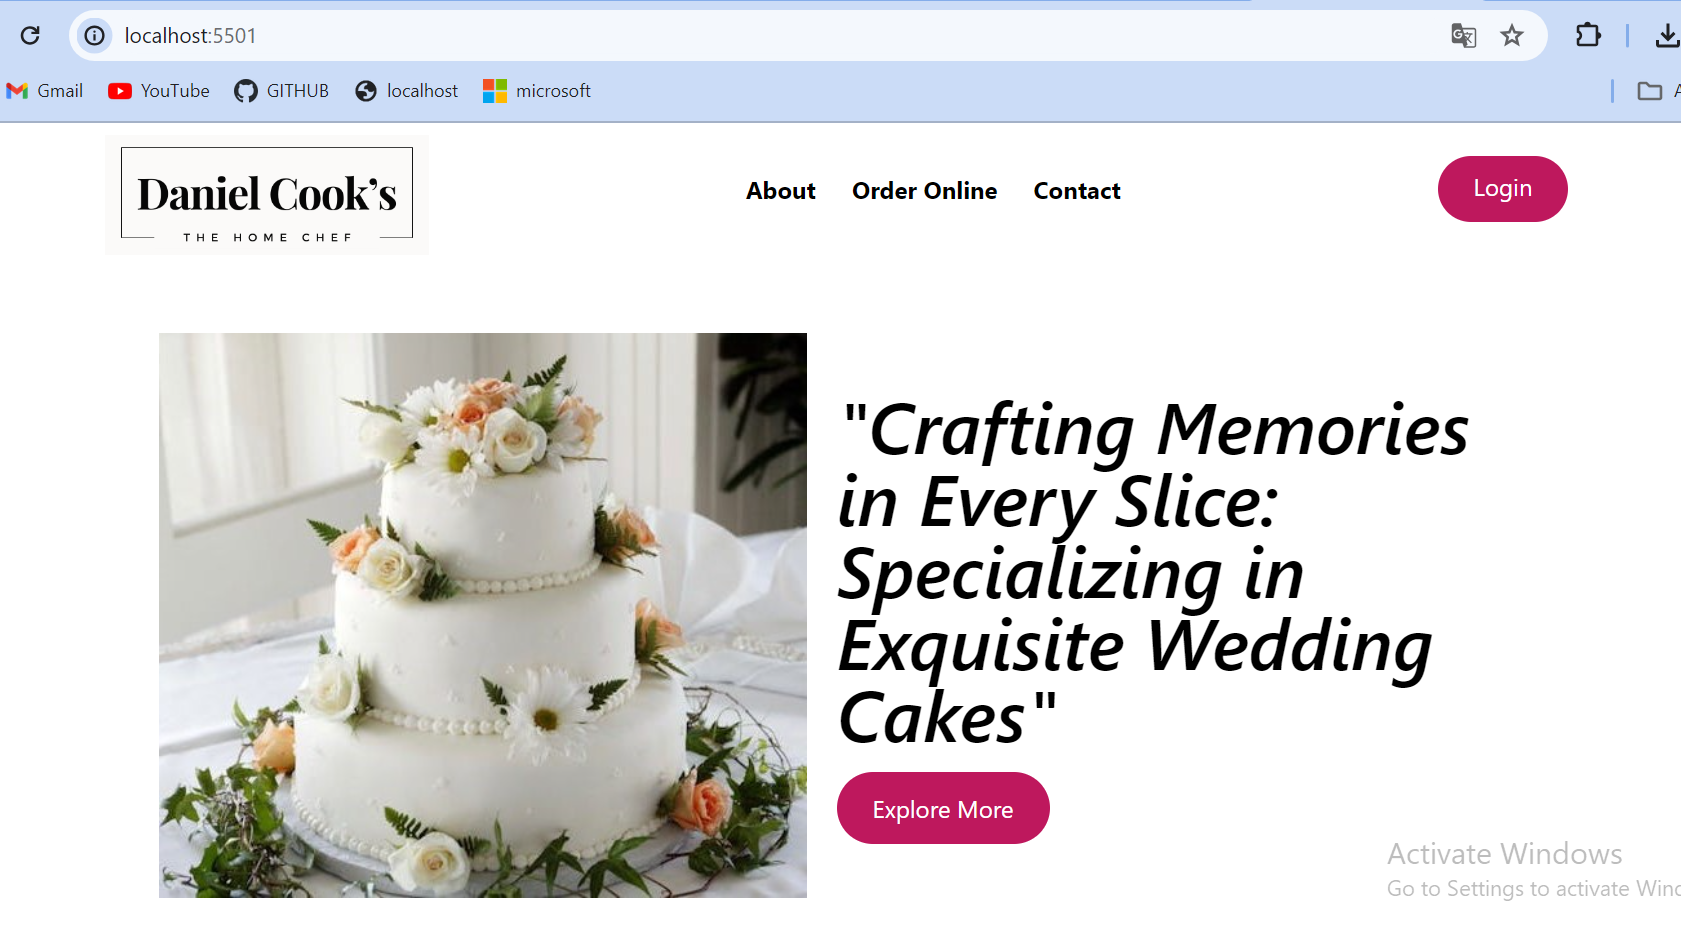 localhost:5501
Gmail YouTube GITHUB localhost microsoft
Daniel Cook's
THE HOME CHEF
About Order Online Contact
Login
"Crafting Memories
in Every Slice:
Specializing in
Exquisite Wedding
Cakes"
Explore More
Activate Windows
Go to Settings to activate